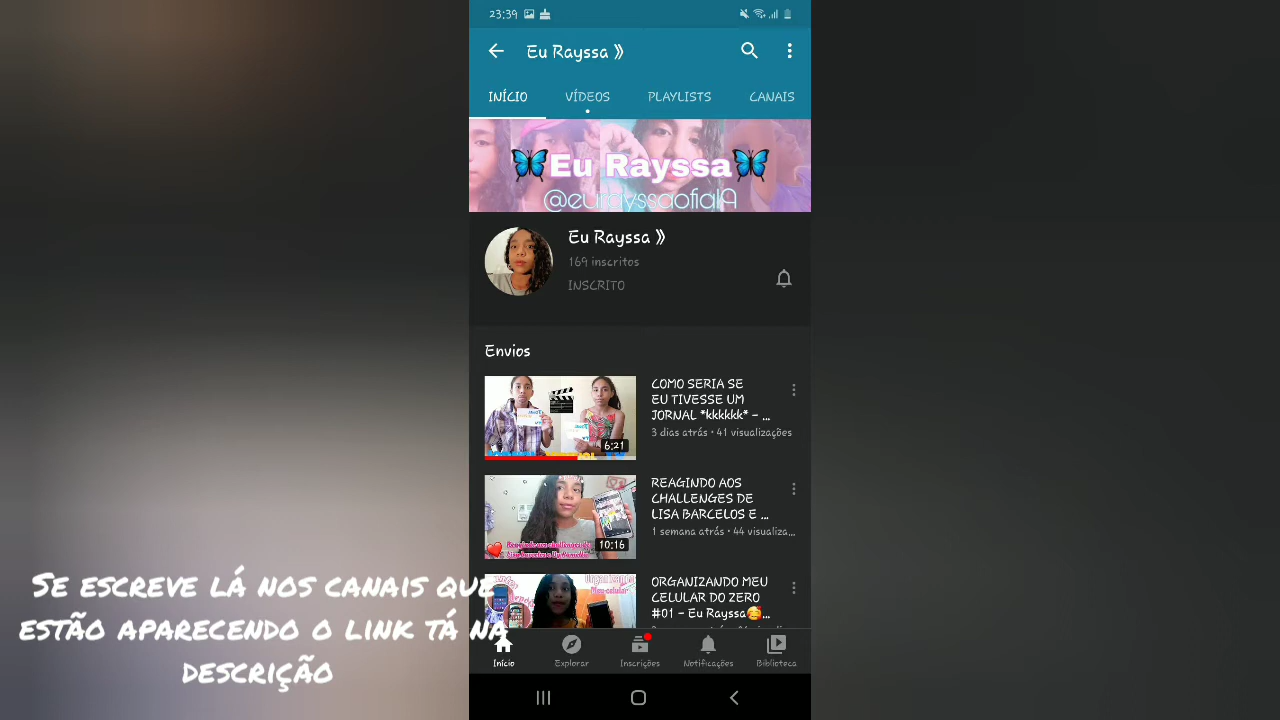 23:39
Eu Rayssa 》
INÍCIO VÍDEOS PLAYLISTS CANAIS
Eu Rayssa
@eurayssaofialA
Eu Rayssa 》
169 inscritos
INSCRITO
Envios
COMO SERIA SE
EU TIVESSE UM
JORNAL *kkkkkk* - ...
3 dias atrás • 41 visualizações
6:21
REAGINDO AOS
CHALLENGES DE
LISA BARCELOS E ...
1 semana atrás • 44 visualiza...
10:16
ORGANIZANDO MEU
CELULAR DO ZERO
#01 - Eu Rayssa🥰...
Início Explorar Inscrições Notificações Biblioteca
Se escreve lá nos canais que
estão aparecendo o link tá na
descrição